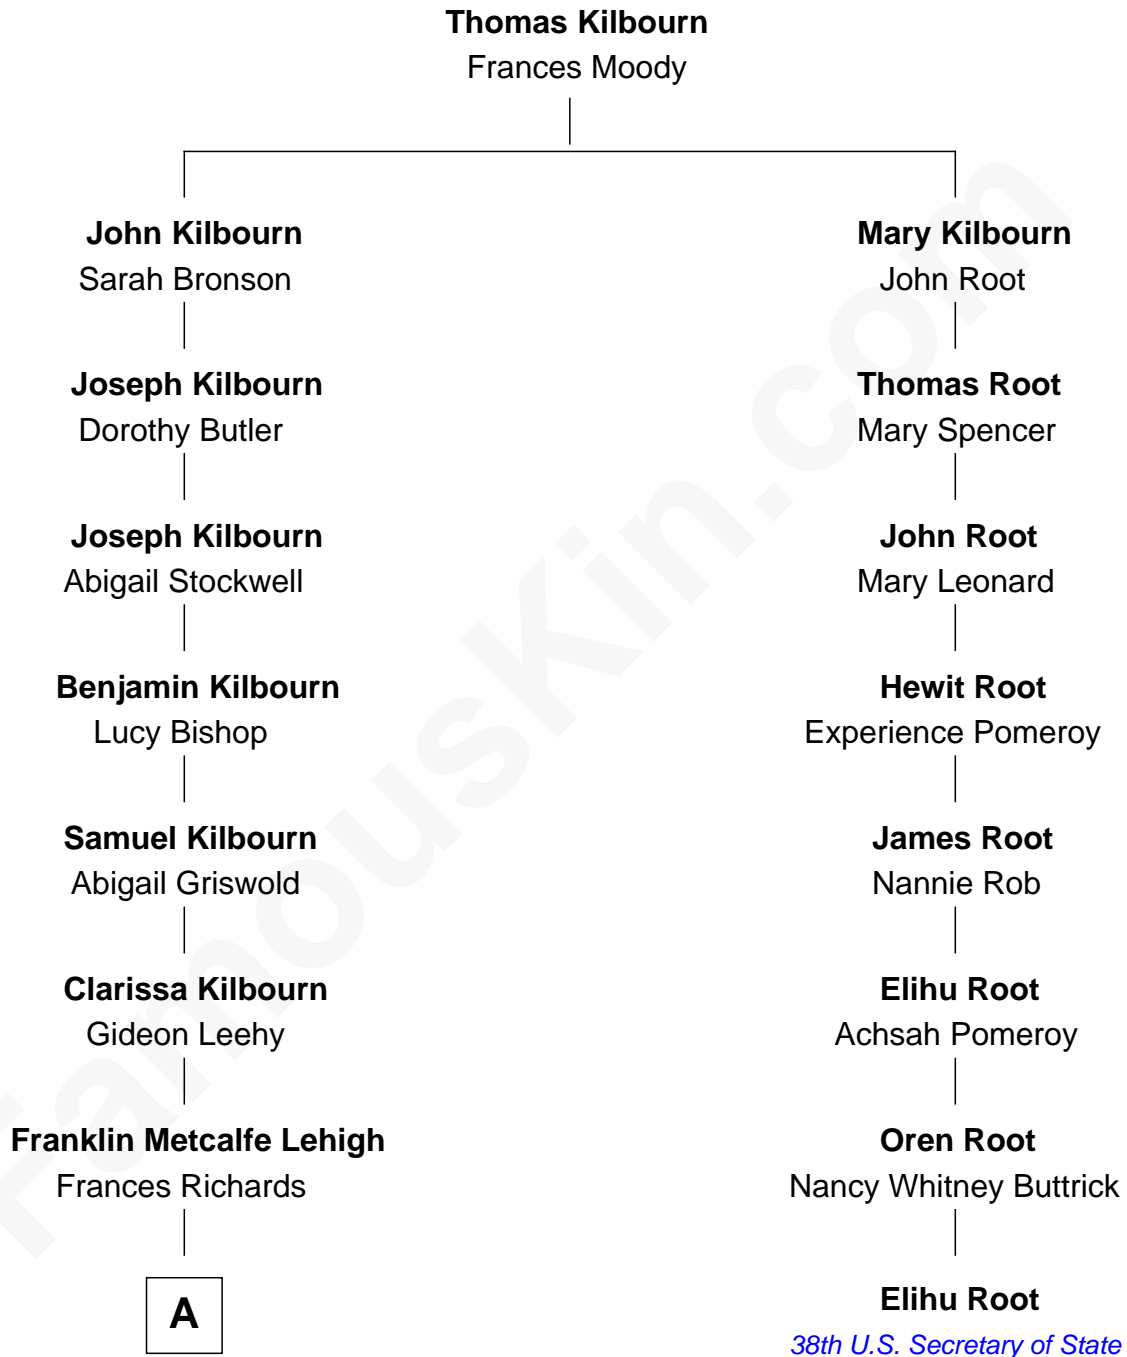 Thomas Kilbourn
Frances Moody
John Kilbourn
Sarah Bronson
Mary Kilbourn
John Root
Joseph Kilbourn
Dorothy Butler
Thomas Root
Mary Spencer
Joseph Kilbourn
Abigail Stockwell
John Root
Mary Leonard
Benjamin Kilbourn
Lucy Bishop
Hewit Root
Experience Pomeroy
Samuel Kilbourn
Abigail Griswold
James Root
Nannie Rob
Clarissa Kilbourn
Gideon Leehy
Elihu Root
Achsah Pomeroy
Franklin Metcalfe Lehigh
Frances Richards
Oren Root
Nancy Whitney Buttrick
A
Elihu Root
38th U.S. Secretary of State
FamousKin.com